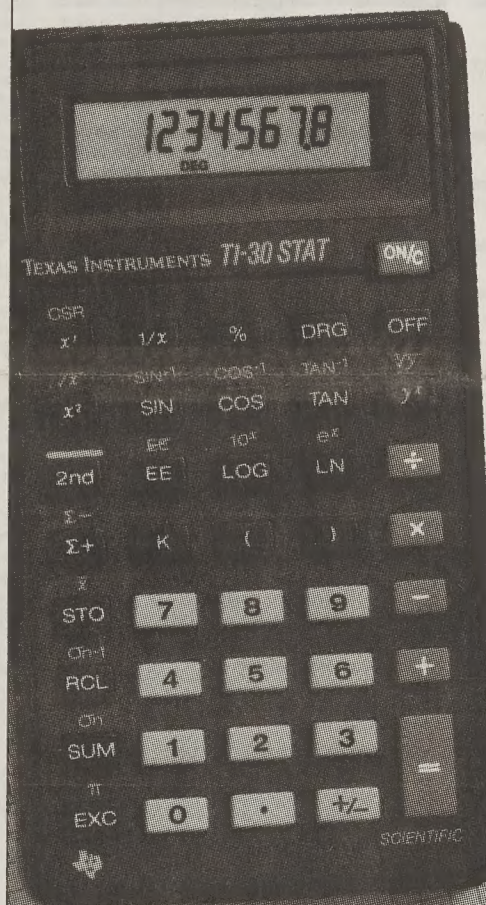 1234567.8
DEG
TEXAS INSTRUMENTS TI-30 STAT ON/C
CSR
x! 1/x % DRG OFF
√x SIN⁻¹ COS⁻¹ TAN⁻¹ ˣ√y
x² SIN COS TAN yˣ
EE 10ˣ eˣ
2nd EE LOG LN ÷
Σ−
Σ+ K ( ) ×
x̄
STO 7 8 9 −
σn-1
RCL 4 5 6 +
σn
SUM 1 2 3
=
π
EXC 0 . +/−
SCIENTIFIC